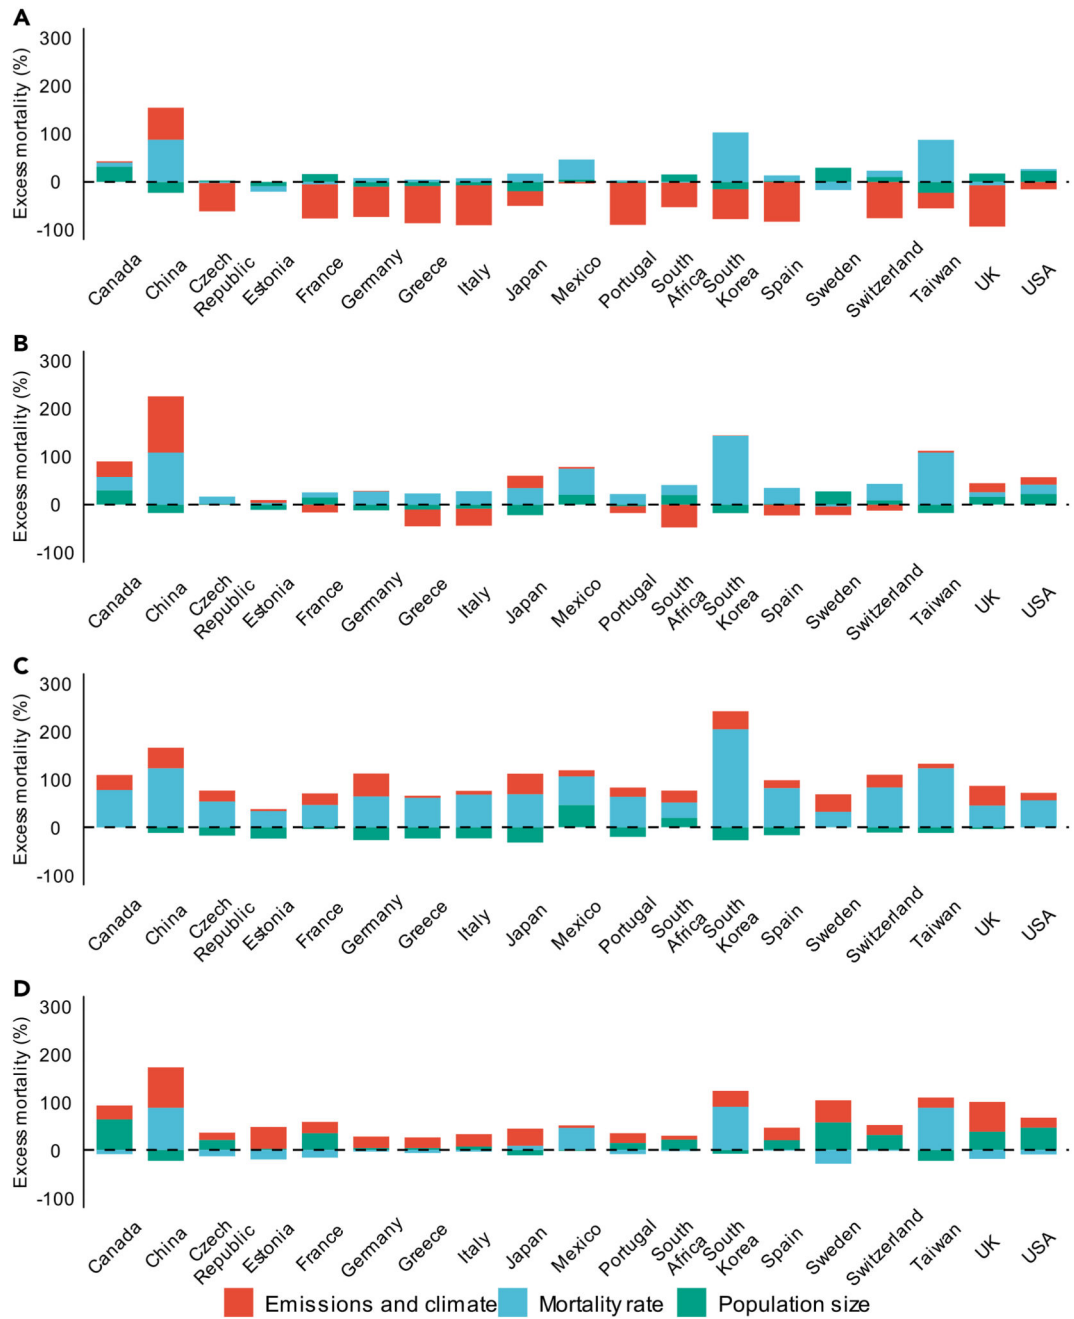 A
Excess mortality (%)
300
200
100
0
-100
Canada
China
Czech
Republic
Estonia
France
Germany
Greece
Italy
Japan
Mexico
Portugal
South
Africa
South
Korea
Spain
Sweden
Switzerland
Taiwan
UK
USA
B
Excess mortality (%)
300
200
100
0
-100
Canada
China
Czech
Republic
Estonia
France
Germany
Greece
Italy
Japan
Mexico
Portugal
South
Africa
South
Korea
Spain
Sweden
Switzerland
Taiwan
UK
USA
C
Excess mortality (%)
300
200
100
0
-100
Canada
China
Czech
Republic
Estonia
France
Germany
Greece
Italy
Japan
Mexico
Portugal
South
Africa
South
Korea
Spain
Sweden
Switzerland
Taiwan
UK
USA
D
Excess mortality (%)
300
200
100
0
-100
Canada
China
Czech
Republic
Estonia
France
Germany
Greece
Italy
Japan
Mexico
Portugal
South
Africa
South
Korea
Spain
Sweden
Switzerland
Taiwan
UK
USA
Emissions and climate Mortality rate Population size